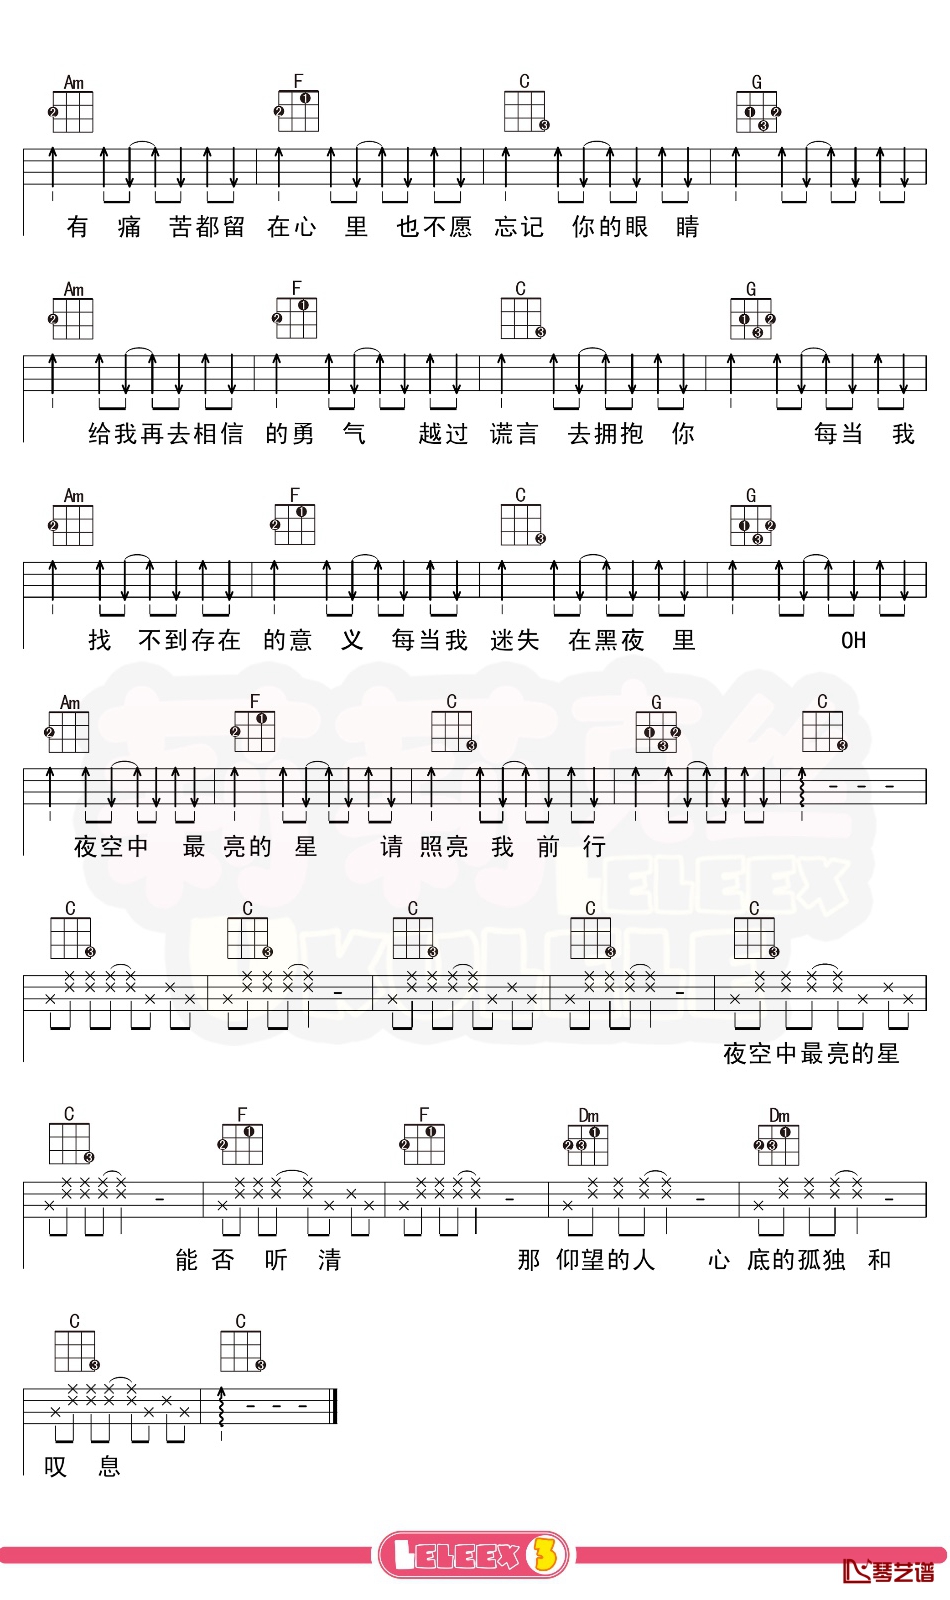 Am F C G
有痛苦都留在心里也不愿忘记你的眼睛
Am F C G
给我再去相信的勇气 越过谎言去拥抱你 每当我
Am F C G
找不到存在的意义每当我迷失在黑夜里 OH
Am F C G C
夜空中最亮的星 请照亮我前行
C C C C C
夜空中最亮的星
C F F Dm Dm
能否听清 那仰望的人 心底的孤独和
C C
叹息
LELEEX 3
琴艺谱
LELEEX
UKULELE